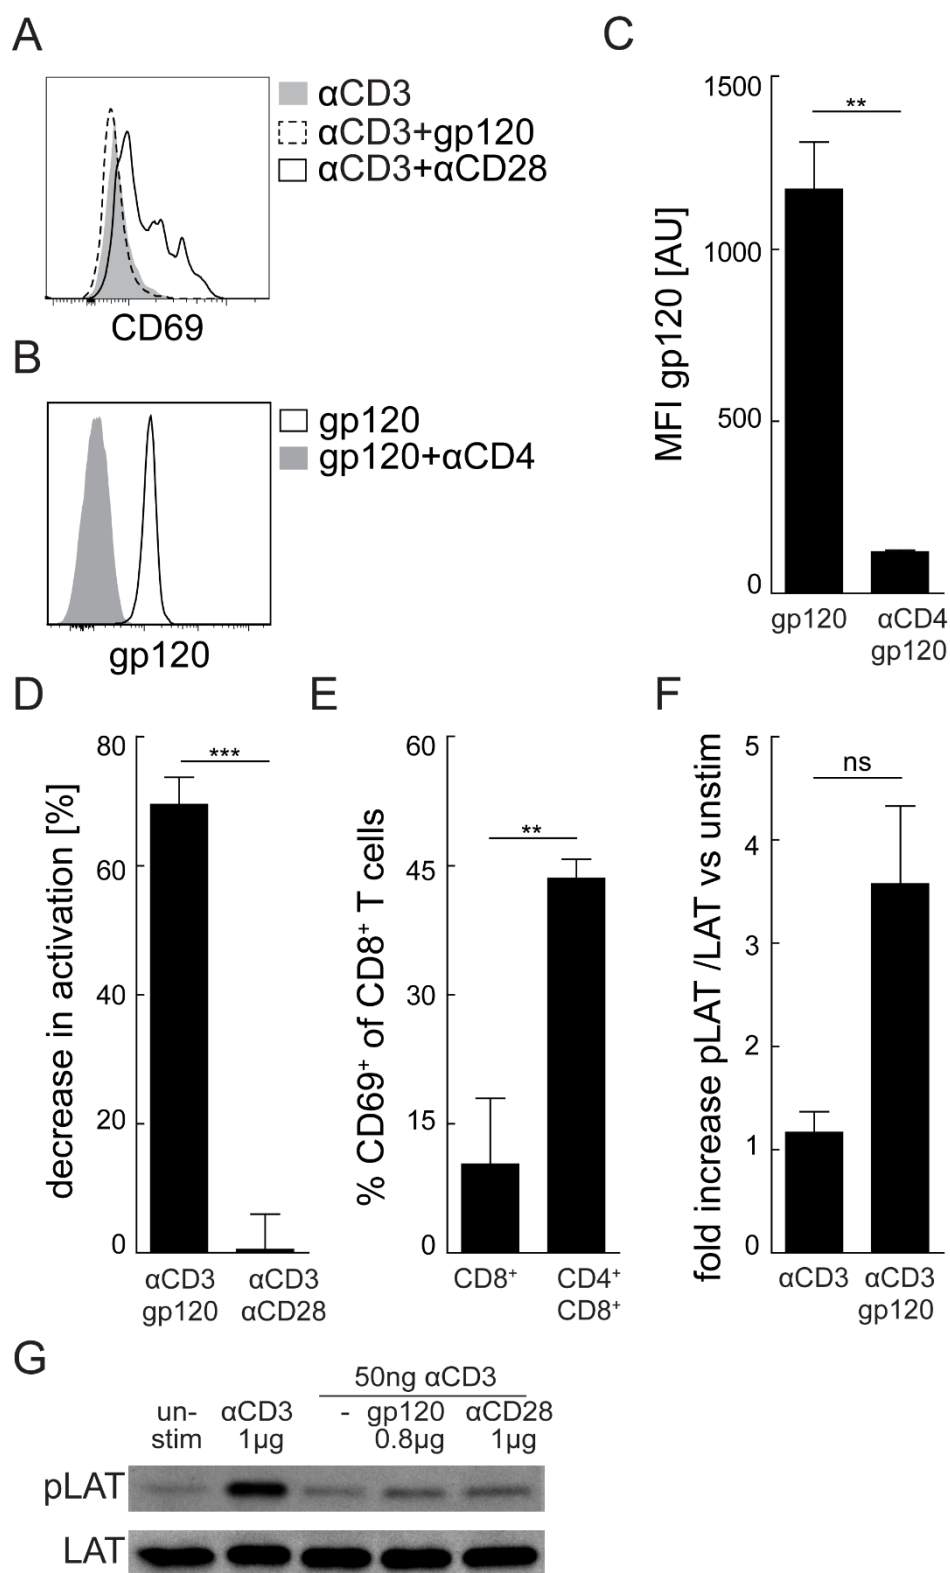 A
αCD3
αCD3+gp120
αCD3+αCD28
CD69
B
gp120
gp120+αCD4
gp120
C
MFI gp120 [AU]
1500
1000
500
0
**
gp120
αCD4
gp120
D
decrease in activation [%]
80
60
40
20
0
***
αCD3
gp120
αCD3
αCD28
E
% CD69⁺ of CD8⁺ T cells
60
45
30
15
0
**
CD8⁺
CD4⁺
CD8⁺
F
fold increase pLAT /LAT vs unstim
5
4
3
2
1
0
ns
αCD3
αCD3
gp120
G
50ng αCD3
un- αCD3 - gp120 αCD28
stim 1µg 0.8µg 1µg
pLAT
LAT